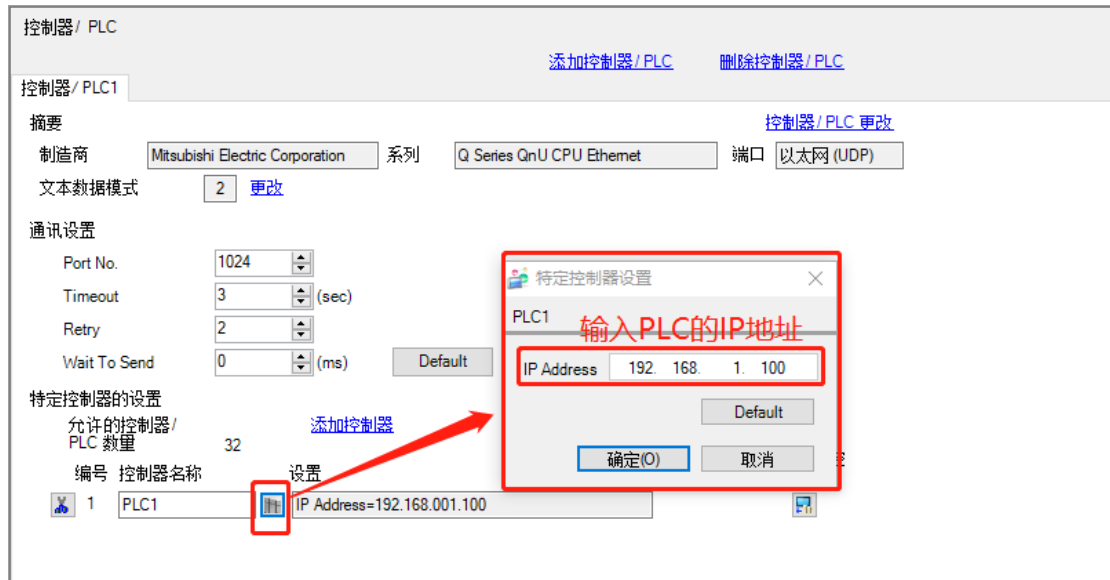 控制器/ PLC
添加控制器/PLC 删除控制器/PLC
控制器/PLC1
摘要 控制器/PLC 更改
制造商 Mitsubishi Electric Corporation 系列 Q Series QnU CPU Ethernet 端口 以太网 (UDP)
文本数据模式 2 更改
通讯设置
Port No. 1024
Timeout 3 (sec)
Retry 2
Wait To Send 0 (ms) Default
特定控制器的设置
允许的控制器/
PLC 数量 32 添加控制器
编号 控制器名称 设置
1 PLC1 IP Address=192.168.001.100
特定控制器设置
PLC1
输入PLC的IP地址
IP Address 192. 168. 1. 100
Default
确定(O) 取消